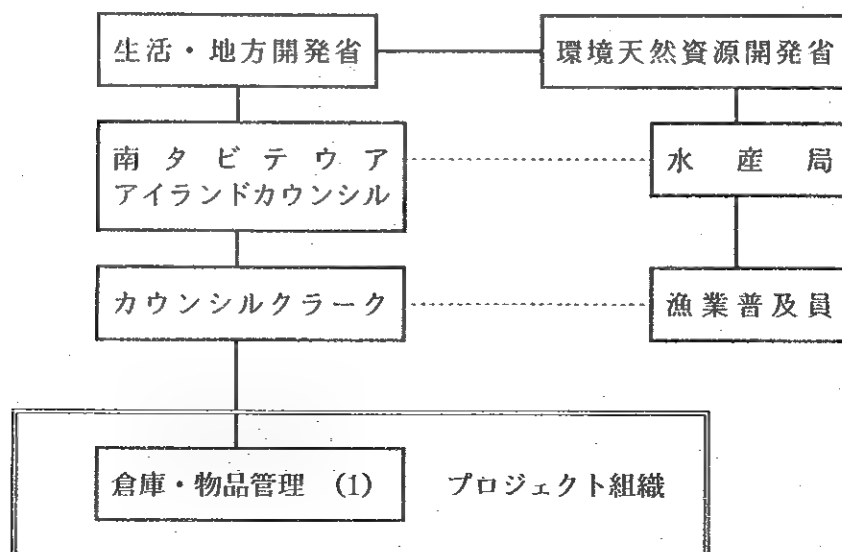 生活・地方開発省
環境天然資源開発省
南タビテウア
アイランドカウンシル
水産局
カウンシルクラーク
漁業普及員
倉庫・物品管理 (1)
プロジェクト組織